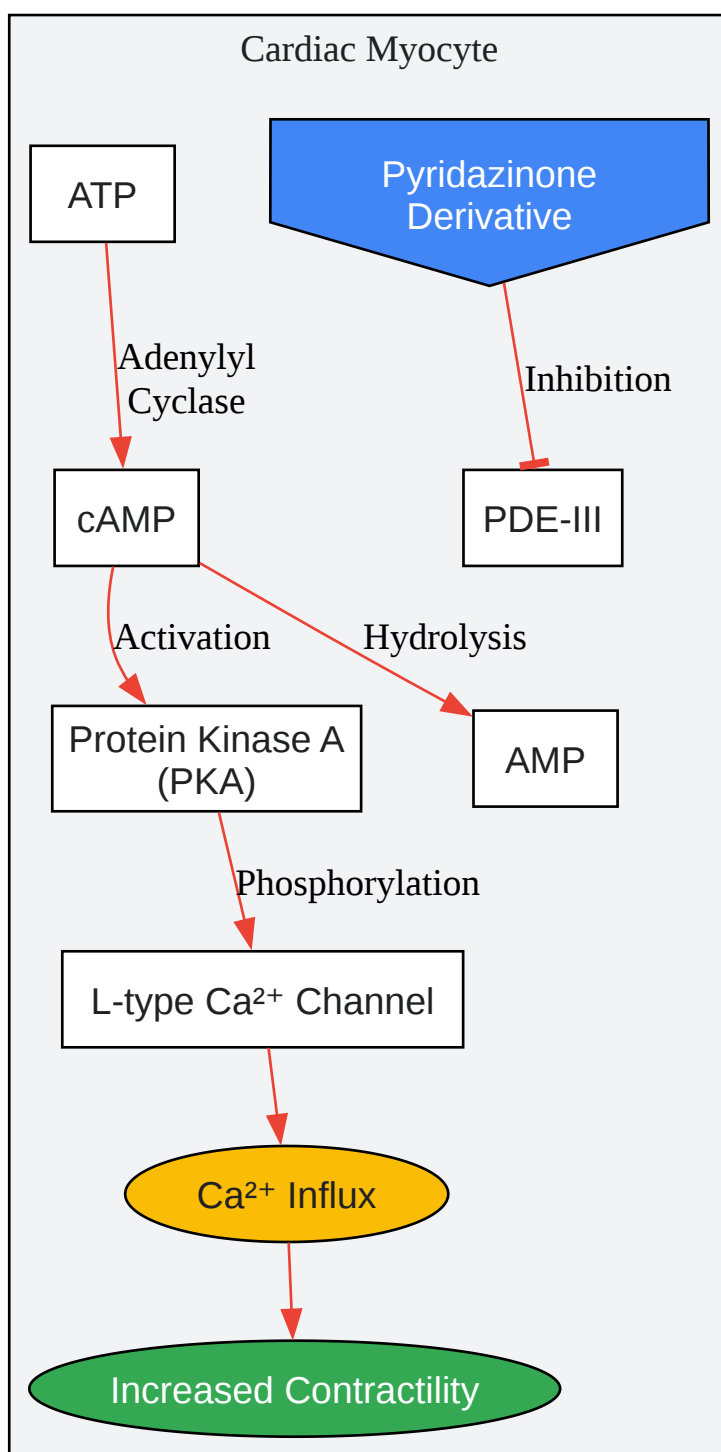 Cardiac Myocyte
ATP
Pyridazinone
Derivative
Adenylyl
Cyclase
Inhibition
cAMP
PDE-III
Activation
Hydrolysis
Protein Kinase A
(PKA)
AMP
Phosphorylation
L-type Ca²⁺ Channel
Ca²⁺ Influx
Increased Contractility